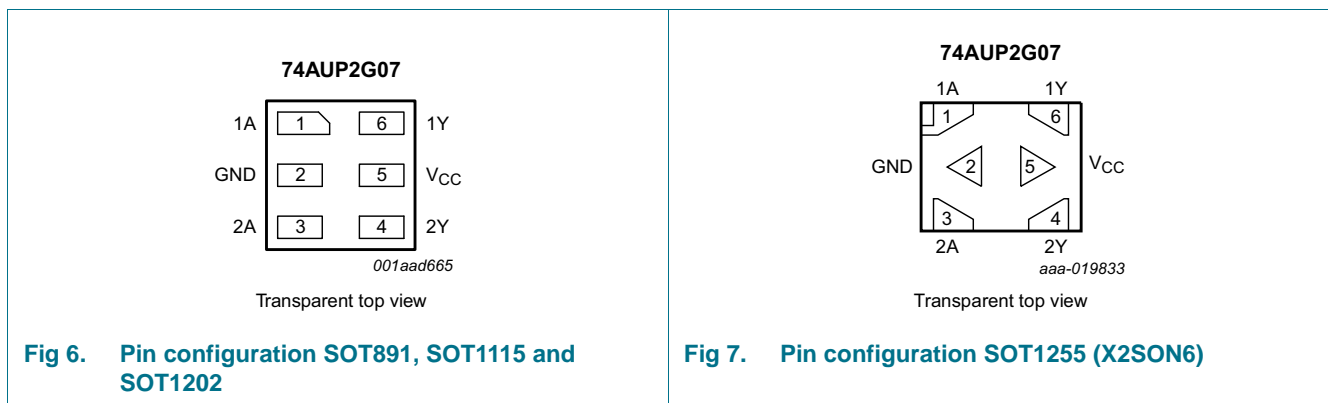 74AUP2G07
1A 1 6 1Y
GND 2 5 VCC
2A 3 4 2Y
001aad665
Transparent top view
Fig 6. Pin configuration SOT891, SOT1115 and
SOT1202
74AUP2G07
1A 1Y
1 6
GND 2 5 VCC
3 4
2A 2Y
aaa-019833
Transparent top view
Fig 7. Pin configuration SOT1255 (X2SON6)